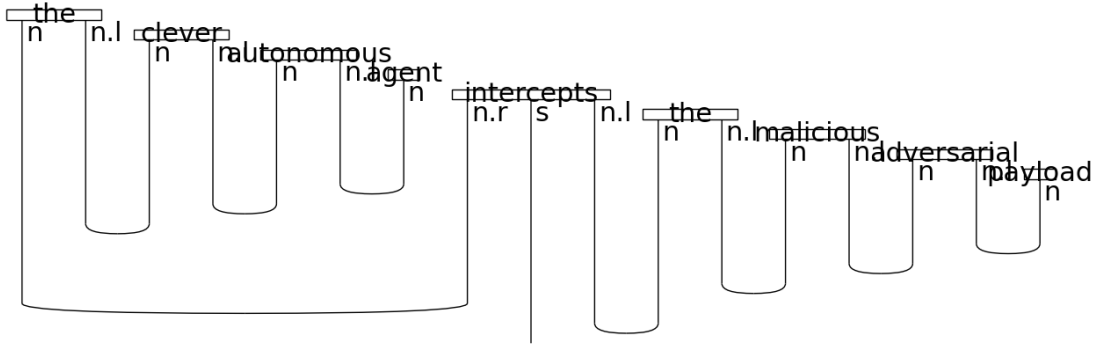 the
n n.l
clever
n n.l
autonomous
n n.l
agent
n
intercepts
n.r s n.l
the
n n.l
malicious
n n.l
adversarial
n n.l
payload
n